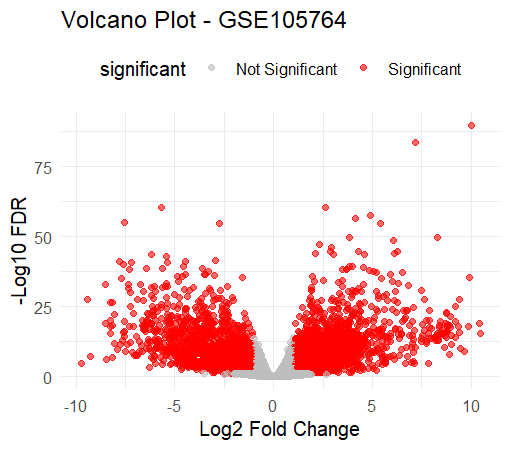 Volcano Plot - GSE105764
significant Not Significant Significant
75
50
25
0
-Log10 FDR
-10 -5 0 5 10
Log2 Fold Change